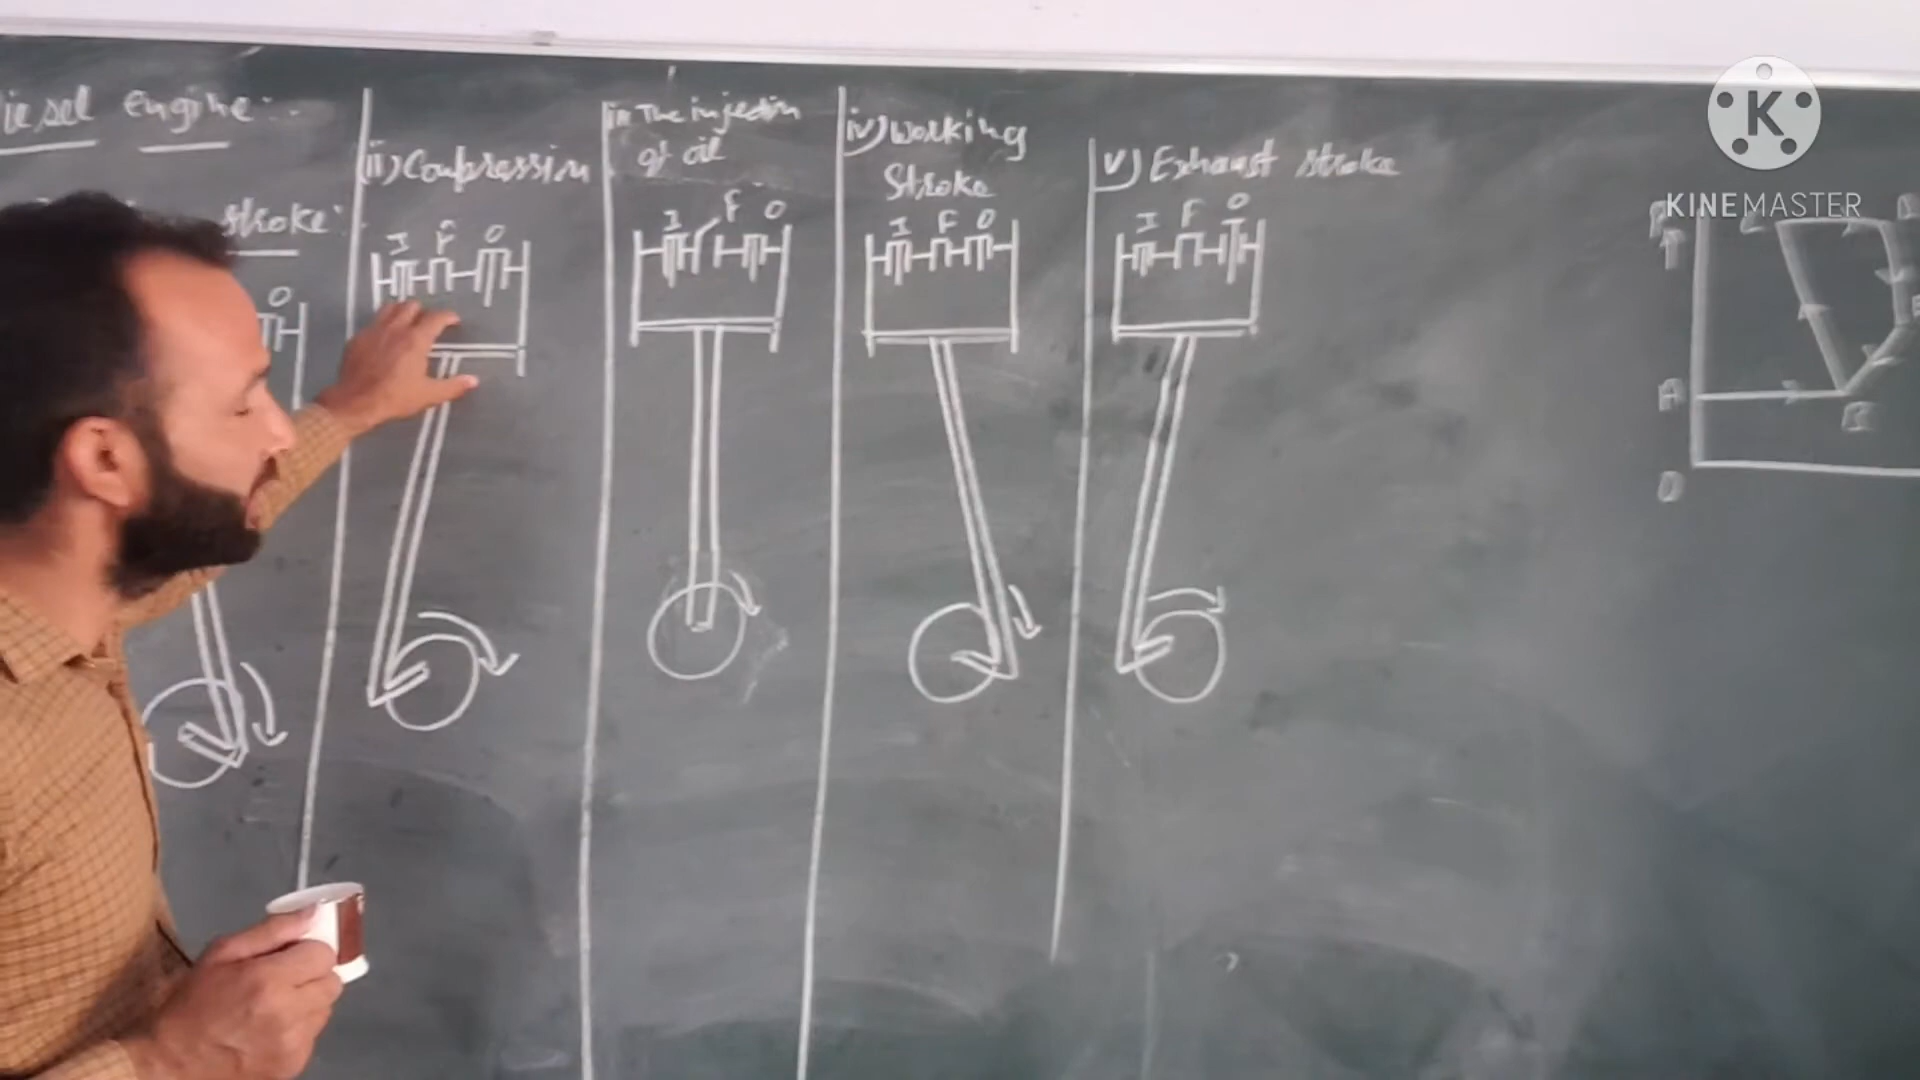 iesel engine:-
stroke:-
O
ii) Compression
I F O
iii The injection
of oil
I F O
iv) Working
Stroke
I F O
v) Exhaust stroke
I F O
K
KINEMASTER
A
B
O